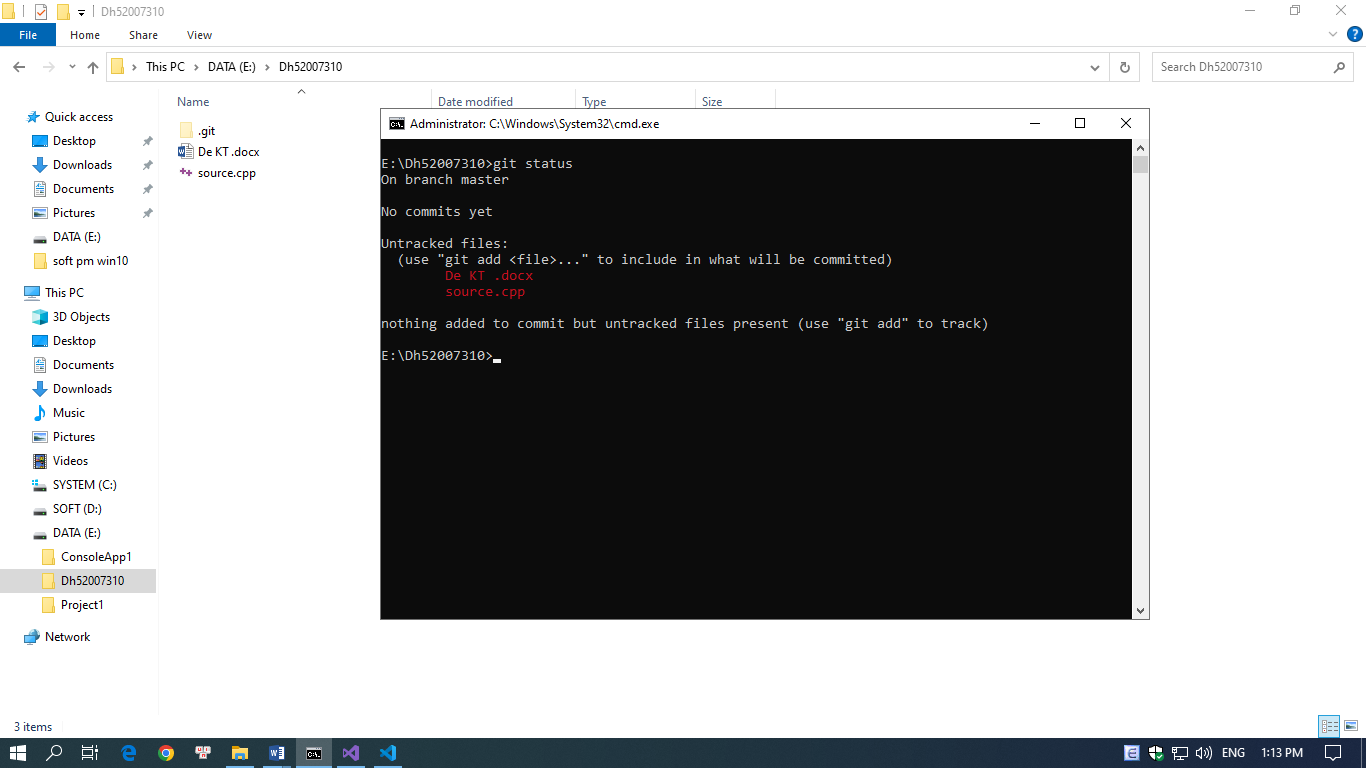 Dh52007310
File Home Share View
This PC DATA (E:) Dh52007310
Search Dh52007310
Name Date modified Type Size
.git
De KT .docx
source.cpp
Quick access
Desktop
Downloads
Documents
Pictures
DATA (E:)
soft pm win10
This PC
3D Objects
Desktop
Documents
Downloads
Music
Pictures
Videos
SYSTEM (C:)
SOFT (D:)
DATA (E:)
ConsoleApp1
Dh52007310
Project1
Network
Administrator: C:\Windows\System32\cmd.exe
E:\Dh52007310>git status
On branch master
No commits yet
Untracked files:
(use "git add <file>..." to include in what will be committed)
De KT .docx
source.cpp
nothing added to commit but untracked files present (use "git add" to track)
E:\Dh52007310>
3 items
ENG 1:13 PM